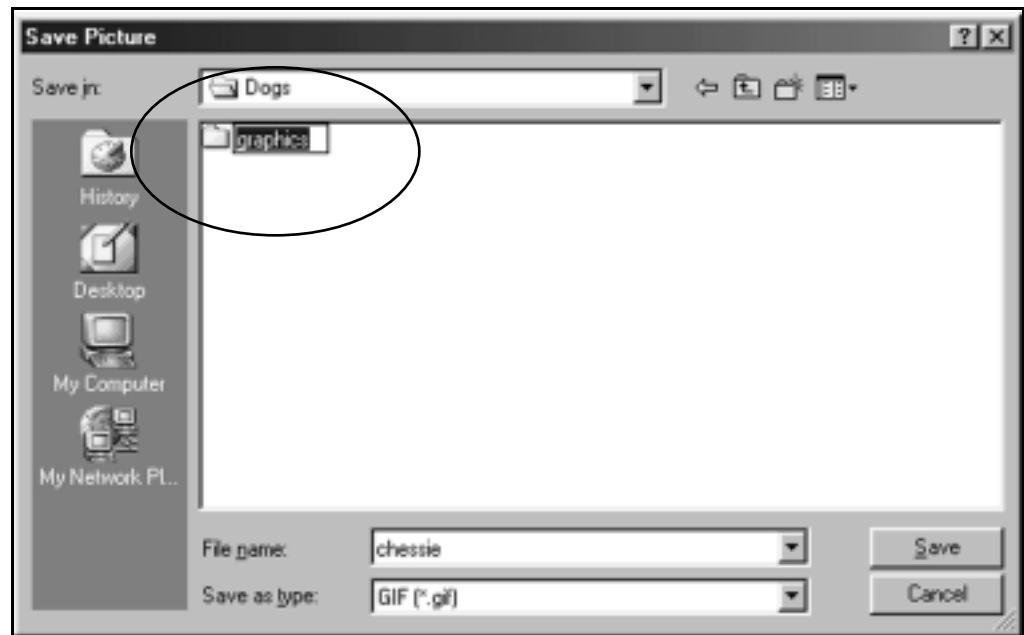 Save Picture
Save in:
Dogs
graphics
History
Desktop
My Computer
My Network Pl...
File name:
chessie
Save
Save as type:
GIF (*.gif)
Cancel